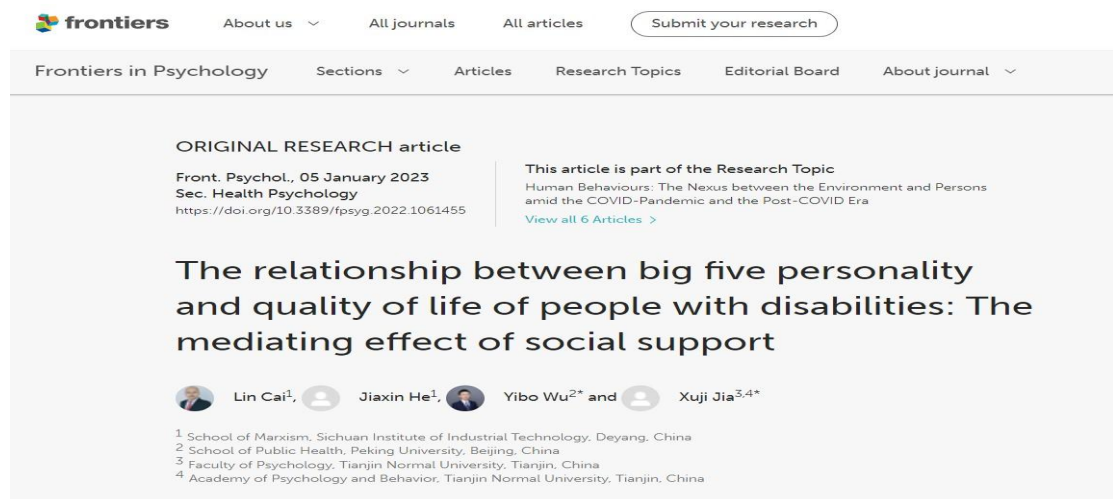 frontiers About us All journals All articles Submit your research
Frontiers in Psychology Sections Articles Research Topics Editorial Board About journal
ORIGINAL RESEARCH article
Front. Psychol., 05 January 2023
Sec. Health Psychology
https://doi.org/10.3389/fpsyg.2022.1061455
This article is part of the Research Topic
Human Behaviours: The Nexus between the Environment and Persons
amid the COVID-Pandemic and the Post-COVID Era
View all 6 Articles >
The relationship between big five personality
and quality of life of people with disabilities: The
mediating effect of social support
Lin Cai1, Jiaxin He1, Yibo Wu2* and Xuji Jia3,4*
1 School of Marxism, Sichuan Institute of Industrial Technology, Deyang, China
2 School of Public Health, Peking University, Beijing, China
3 Faculty of Psychology, Tianjin Normal University, Tianjin, China
4 Academy of Psychology and Behavior, Tianjin Normal University, Tianjin, China